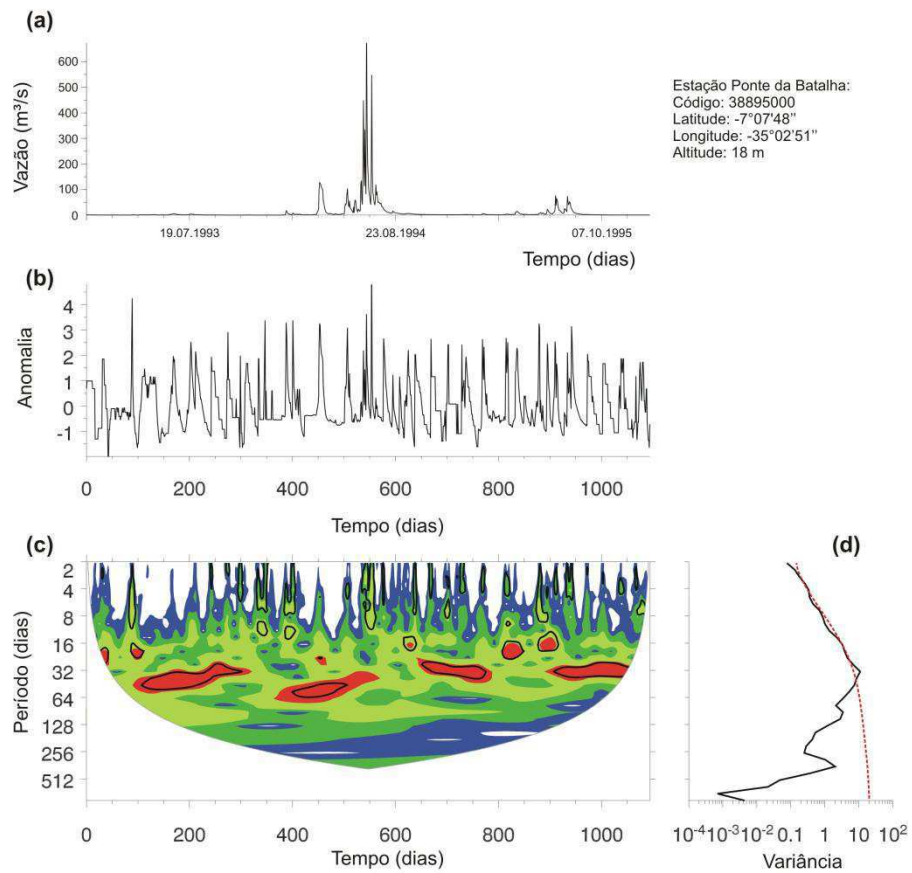 (a)
Vazão (m³/s)
600
500
400
300
200
100
0
19.07.1993
23.08.1994
07.10.1995
Tempo (dias)
Estação Ponte da Batalha:
Código: 38895000
Latitude: -7°07'48’’
Longitude: -35°02'51’’
Altitude: 18 m
(b)
Anomalia
4
3
2
1
0
-1
0
200
400
600
800
1000
Tempo (dias)
(c)
Período (dias)
2
4
8
16
32
64
128
256
512
0
200
400
600
800
1000
Tempo (dias)
(d)
10⁻⁴ 10⁻³ 10⁻² 0.1 1 10 10²
Variância